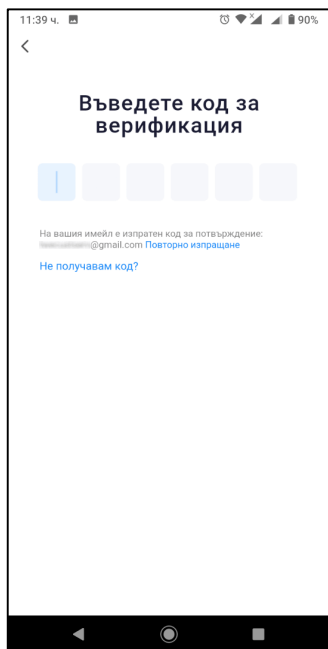 11:39 ч. 90%
Въведете код за
верификация
На вашия имейл е изпратен код за потвърждение:
@gmail.com Повторно изпращане
Не получавам код?